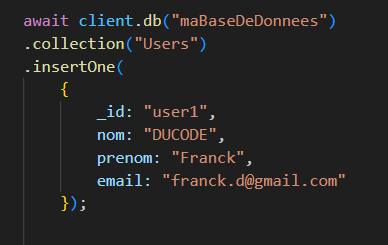 await client.db("maBaseDeDonnees")
.collection("Users")
.insertOne(
{
_id: "user1",
nom: "DUCODE",
prenom: "Franck",
email: "franck.d@gmail.com"
});